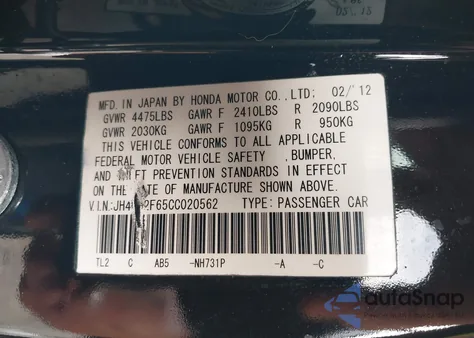 MFD. IN JAPAN BY HONDA MOTOR CO.,LTD: 02/12
GVWR 4475LBS GAWR F 2410LBS R 2090LBS
GVWR 2030KG GAWR F 1095KG R 950KG
THIS VEHICLE CONFORMS TO ALL APPLICABLE
FEDERAL MOTOR VEHICLE SAFETY ,BUMPER,
AND THEFT PREVENTION STANDARDS IN EFFECT
ON THE DATE OF MANUFACTURE SHOWN ABOVE.
V.I.N: TYPE: PASSENGER CAR
TL2 C AB5 -NH731P -A -C
autoSnap